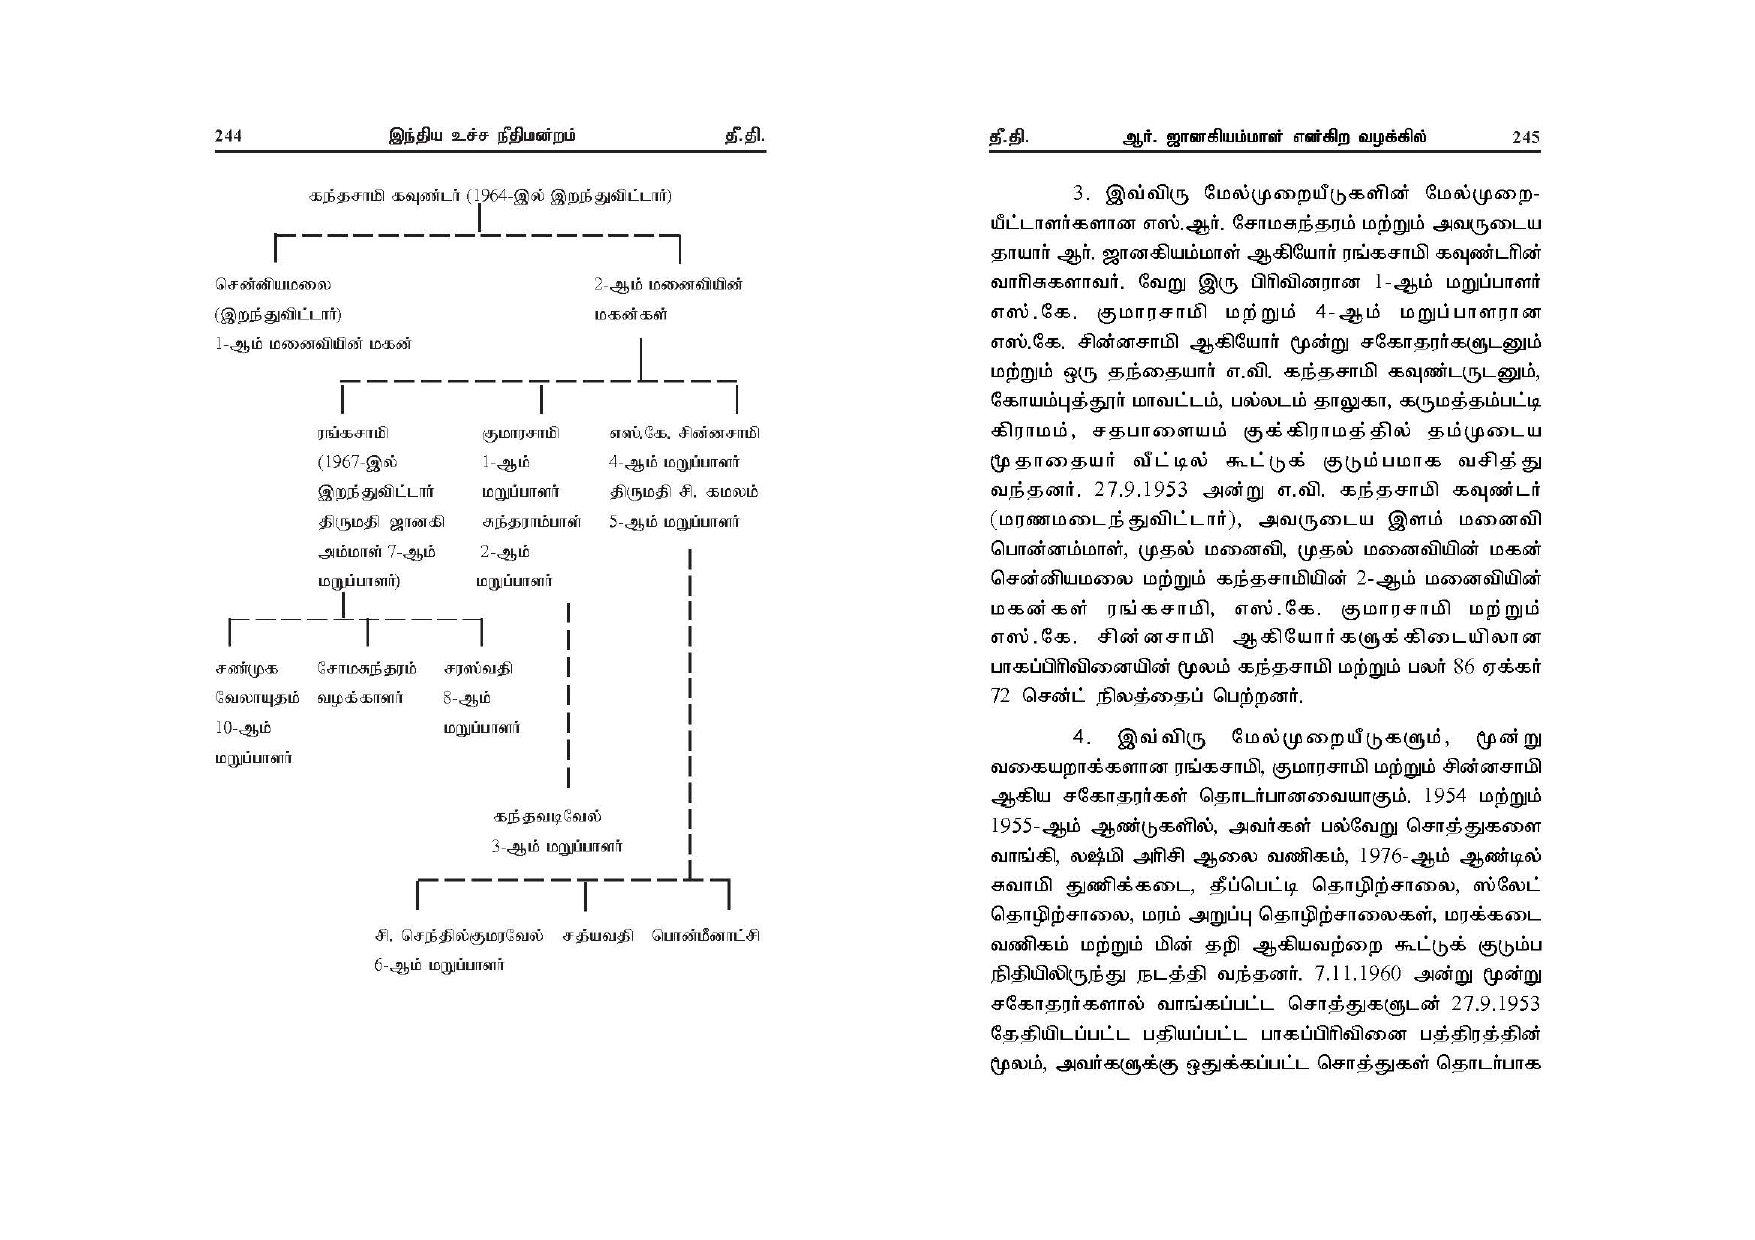 244 இந்திய உச்ச நீதிமன்றம் தீ.தி.
கந்தசாமி கவுண்டர் (1964-இல் இறந்துவிட்டார்)
சென்னியமலை 2-ஆம் மனைவியின்
(இறந்துவிட்டார்) மகன்கள்
1-ஆம் மனைவியின் மகன்
ரங்கசாமி குமாரசாமி எஸ்.கே. சின்னசாமி
(1967-இல் 1-ஆம் 4-ஆம் மறுப்பாளர்
இறந்துவிட்டார் மறுப்பாளர் திருமதி சி. கமலம்
திருமதி ஜானகி சுந்தராம்பாள் 5-ஆம் மறுப்பாளர்
அம்மாள் 7-ஆம் 2-ஆம்
மறுப்பாளர்) மறுப்பாளர்
சண்முக சோமசுந்தரம் சரஸ்வதி
வேலாயுதம் வழக்காளர் 8-ஆம்
10-ஆம் மறுப்பாளர்
மறுப்பாளர்
கந்தவடிவேல்
3-ஆம் மறுப்பாளர்
சி. செந்தில்குமரவேல் சத்யவதி பொன்மீனாட்சி
6-ஆம் மறுப்பாளர்
தீ.தி. ஆர். ஜானகியம்மாள் எனகிற வழக்கில் 245
3. இவ்விரு மேல்முறையீடுகளின் மேல்முறை-
யீட்டாளர்களான எஸ்.ஆர். சோமசுந்தரம் மற்றும் அவருடைய
தாயார் ஆர். ஜானகியம்மாள் ஆகியோர் ரங்கசாமி கவுண்டரின்
வாரிசுகளாவர். வேறு இரு பிரிவினரான 1-ஆம் மறுப்பாளர்
எஸ்.கே. குமாரசாமி மற்றும் 4-ஆம் மறுப்பாளரான
எஸ்.கே. சின்னசாமி ஆகியோர் மூன்று சகோதரர்களுடனும்
மற்றும் ஒரு தந்தையார் எ.வி. கந்தசாமி கவுண்டருடனும்,
கோயம்புத்தூர் மாவட்டம், பல்லடம் தாலுகா, கருமத்தம்பட்டி
கிராமம், சதபாளையம் குக்கிராமத்தில் தம்முடைய
மூதாதையர் வீட்டில் கூட்டுக் குடும்பமாக வசித்து
வந்தனர். 27.9.1953 அன்று எ.வி. கந்தசாமி கவுண்டர்
(மரணமடைந்துவிட்டார்), அவருடைய இளம் மனைவி
பொன்னம்மாள், முதல் மனைவி, முதல் மனைவியின் மகன்
சென்னியமலை மற்றும் கந்தசாமியின் 2-ஆம் மனைவியின்
மகன்கள் ரங்கசாமி, எஸ்.கே. குமாரசாமி மற்றும்
எஸ்.கே. சின்னசாமி ஆகியோர்களுக்கிடையிலான
பாகப்பிரிவினையின் மூலம் கந்தசாமி மற்றும் பலர் 86 ஏக்கர்
72 சென்ட் நிலத்தைப் பெற்றனர்.
4. இவ்விரு மேல்முறையீடுகளும், மூன்று
வகையறாக்களான ரங்கசாமி, குமாரசாமி மற்றும் சின்னசாமி
ஆகிய சகோதரர்கள் தொடர்பானவையாகும். 1954 மற்றும்
1955-ஆம் ஆண்டுகளில், அவர்கள் பல்வேறு சொத்துகளை
வாங்கி, லஷ்மி அரிசி ஆலை வணிகம், 1976-ஆம் ஆண்டில்
சுவாமி துணிக்கடை, தீப்பெட்டி தொழிற்சாலை, ஸ்லேட்
தொழிற்சாலை, மரம் அறுப்பு தொழிற்சாலைகள், மரக்கடை
வணிகம் மற்றும் மின் தறி ஆகியவற்றை கூட்டுக் குடும்ப
நிதியிலிருந்து நடத்தி வந்தனர். 7.11.1960 அன்று மூன்று
சகோதரர்களால் வாங்கப்பட்ட சொத்துகளுடன் 27.9.1953
தேதியிடப்பட்ட பதியப்பட்ட பாகப்பிரிவினை பத்திரத்தின்
மூலம், அவர்களுக்கு ஒதுக்கப்பட்ட சொத்துகள் தொடர்பாக